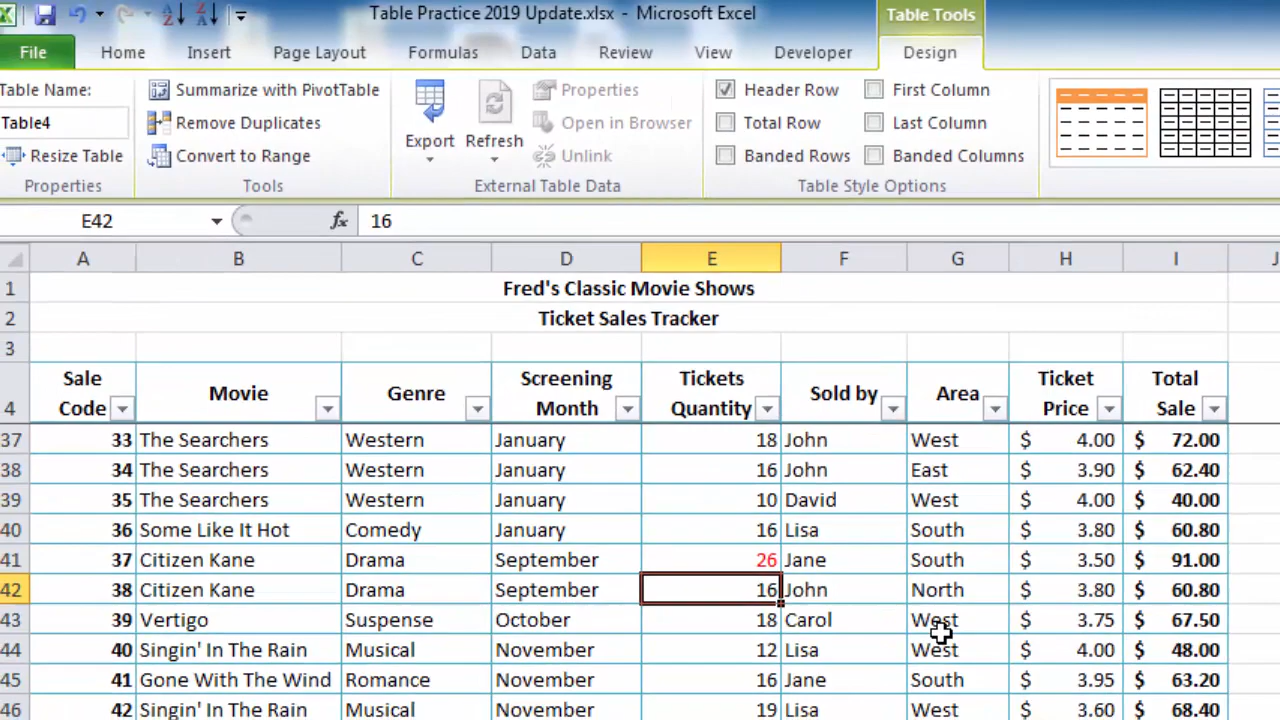 Table Practice 2019 Update.xlsx - Microsoft Excel
Table Tools
File Home Insert Page Layout Formulas Data Review View Developer Design
Table Name:
Table4
Resize Table
Properties
Summarize with PivotTable
Remove Duplicates
Convert to Range
Tools
Export
Refresh
Properties
Open in Browser
Unlink
External Table Data
Header Row
Total Row
Banded Rows
First Column
Last Column
Banded Columns
Table Style Options
E42 fx 16
A B C D E F G H I J
1 Fred's Classic Movie Shows
2 Ticket Sales Tracker
3
4 Sale Code Movie Genre Screening Month Tickets Quantity Sold by Area Ticket Price Total Sale
37 33 The Searchers Western January 18 John West $ 4.00 $ 72.00
38 34 The Searchers Western January 16 John East $ 3.90 $ 62.40
39 35 The Searchers Western January 10 David West $ 4.00 $ 40.00
40 36 Some Like It Hot Comedy January 16 Lisa South $ 3.80 $ 60.80
41 37 Citizen Kane Drama September 26 Jane South $ 3.50 $ 91.00
42 38 Citizen Kane Drama September 16 John North $ 3.80 $ 60.80
43 39 Vertigo Suspense October 18 Carol West $ 3.75 $ 67.50
44 40 Singin' In The Rain Musical November 12 Lisa West $ 4.00 $ 48.00
45 41 Gone With The Wind Romance November 16 Jane South $ 3.95 $ 63.20
46 42 Singin' In The Rain Musical November 19 Lisa West $ 3.60 $ 68.40